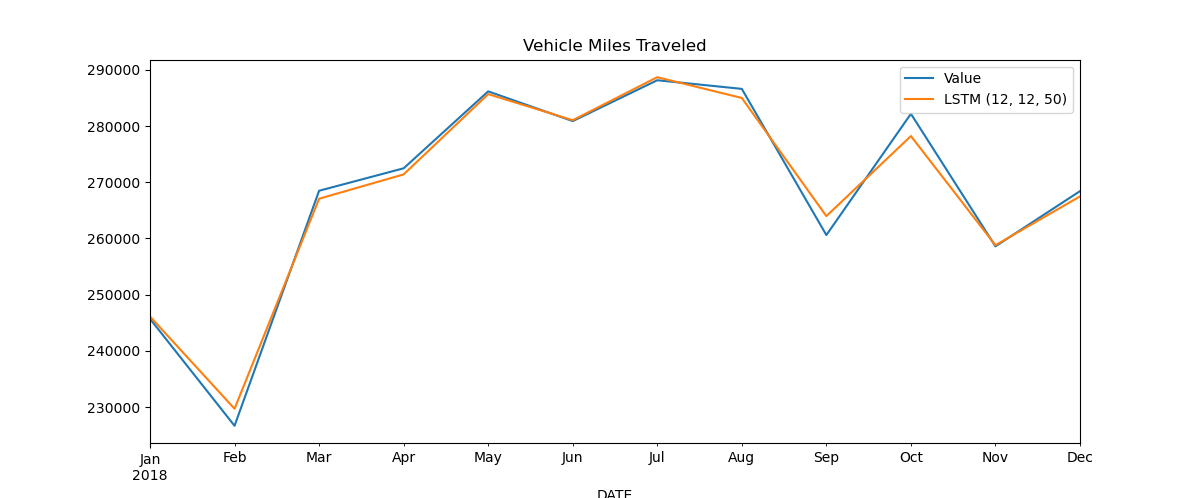 Vehicle Miles Traveled
290000
280000
270000
260000
250000
240000
230000
Value
LSTM (12, 12, 50)
Jan Feb Mar Apr May Jun Jul Aug Sep Oct Nov Dec
2018
DATE